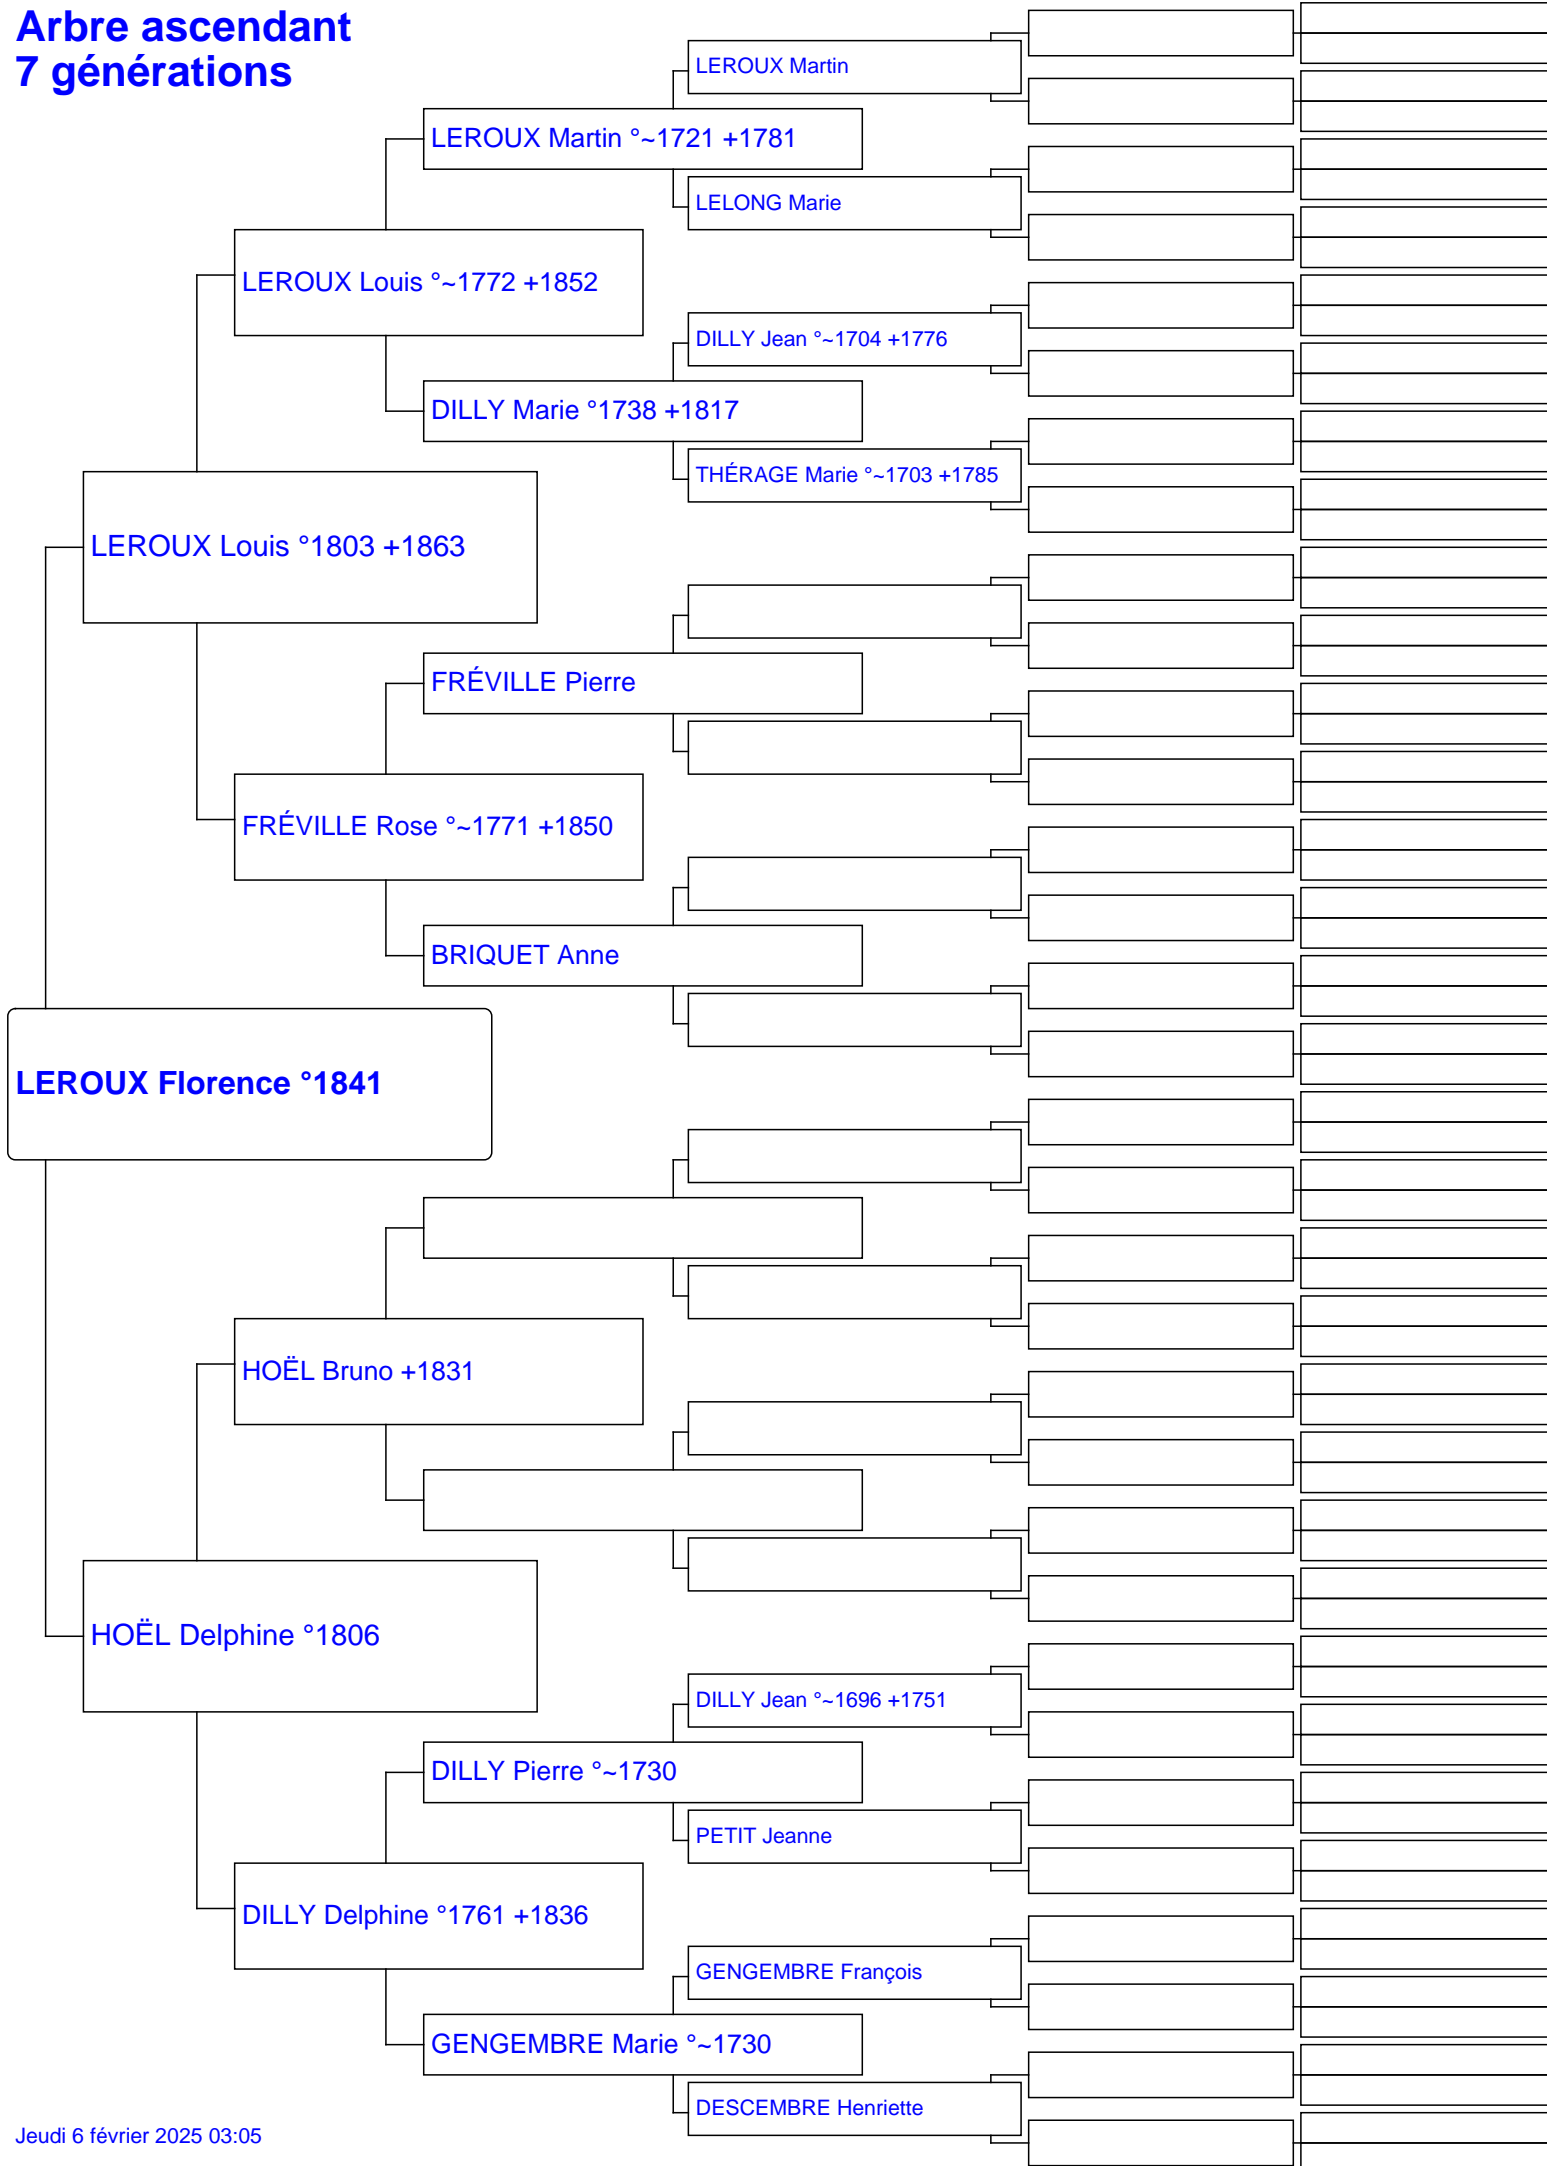 Arbre ascendant
7 générations
LEROUX Martin
LEROUX Martin °~1721 +1781
LELONG Marie
LEROUX Louis °~1772 +1852
DILLY Jean °~1704 +1776
DILLY Marie °1738 +1817
THÉRAGE Marie °~1703 +1785
LEROUX Louis °1803 +1863
FRÉVILLE Pierre
FRÉVILLE Rose °~1771 +1850
BRIQUET Anne
LEROUX Florence °1841
HOËL Bruno +1831
HOËL Delphine °1806
DILLY Jean °~1696 +1751
DILLY Pierre °~1730
PETIT Jeanne
DILLY Delphine °1761 +1836
GENGEMBRE François
GENGEMBRE Marie °~1730
DESCEMBRE Henriette
Jeudi 6 février 2025 03:05